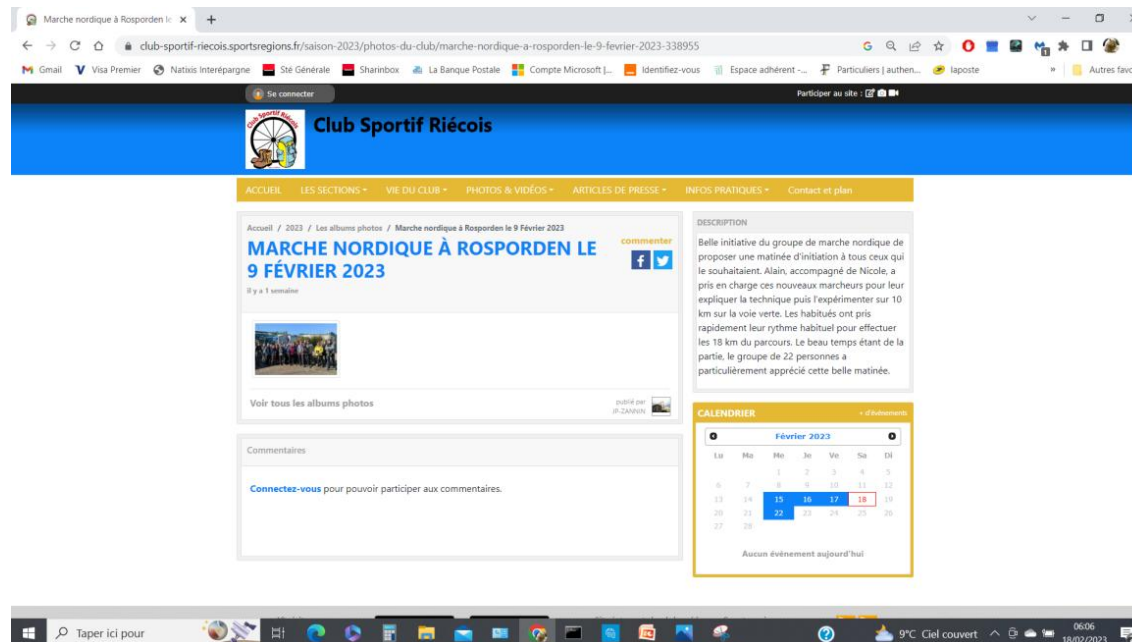 Marche nordique à Rosporden le
club-sportif-riecois.sportsregions.fr/saison-2023/photos-du-club/marche-nordique-a-rosporden-le-9-fevrier-2023-338955
Gmail Visa Premier Natixis Interépargne Sté Générale Sharinbox La Banque Postale Compte Microsoft |... Identifiez-vous Espace adhérent -... Particuliers | authen... laposte » Autres favo
Se connecter Participer au site :
Club Sportif Riécois
ACCUEIL LES SECTIONS VIE DU CLUB PHOTOS & VIDÉOS ARTICLES DE PRESSE INFOS PRATIQUES Contact et plan
Accueil / 2023 / Les albums photos / Marche nordique à Rosporden le 9 Février 2023
commenter
MARCHE NORDIQUE À ROSPORDEN LE
9 FÉVRIER 2023
Il y a 1 semaine
Voir tous les albums photos
publié par
JP-ZANNIN
Commentaires
Connectez-vous pour pouvoir participer aux commentaires.
DESCRIPTION
Belle initiative du groupe de marche nordique de
proposer une matinée d'initiation à tous ceux qui
le souhaitaient. Alain, accompagné de Nicole, a
pris en charge ces nouveaux marcheurs pour leur
expliquer la technique puis l'expérimenter sur 10
km sur la voie verte. Les habitués ont pris
rapidement leur rythme habituel pour effectuer
les 18 km du parcours. Le beau temps étant de la
partie, le groupe de 22 personnes a
particulièrement apprécié cette belle matinée.
CALENDRIER + d'évènements
Février 2023
Lu Ma Me Je Ve Sa Di
1 2 3 4 5
6 7 8 9 10 11 12
13 14 15 16 17 18 19
20 21 22 23 24 25 26
27 28
Aucun évènement aujourd'hui
Taper ici pour
9°C Ciel couvert
06:06
18/02/2023